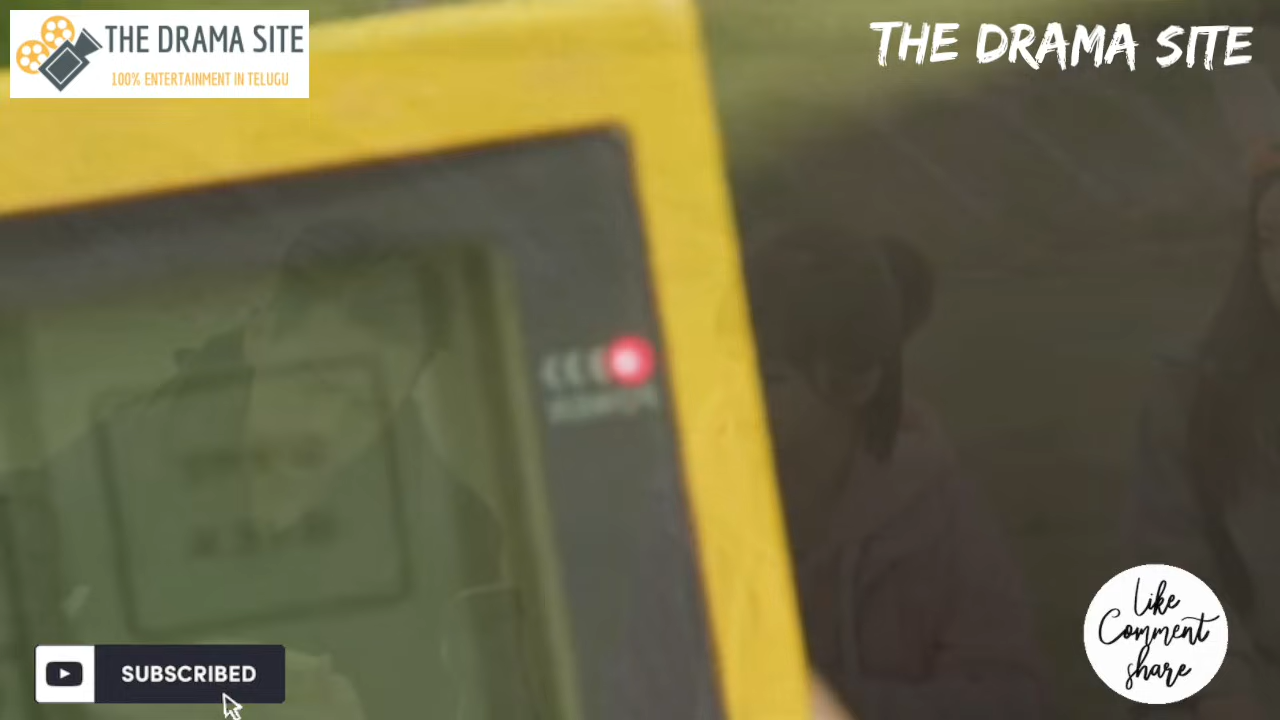 THE DRAMA SITE
100% ENTERTAINMENT IN TELUGU
THE DRAMA SITE
SUBSCRIBED
like
Comment
share